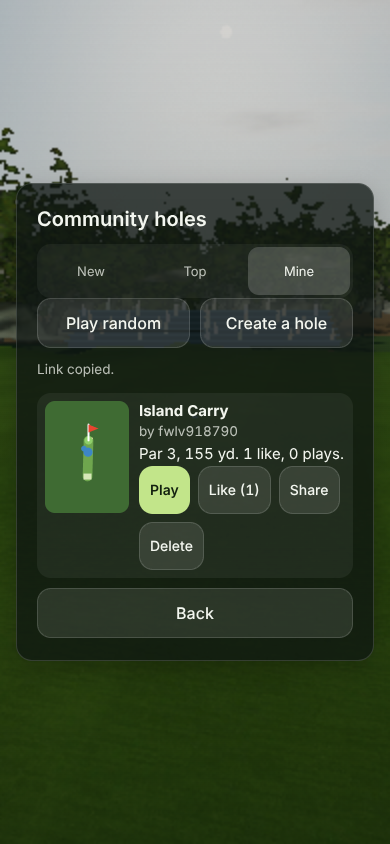 Community holes
New Top Mine
Play random Create a hole
Link copied.
Island Carry
by fwlv918790
Par 3, 155 yd. 1 like, 0 plays.
Play Like (1) Share
Delete
Back